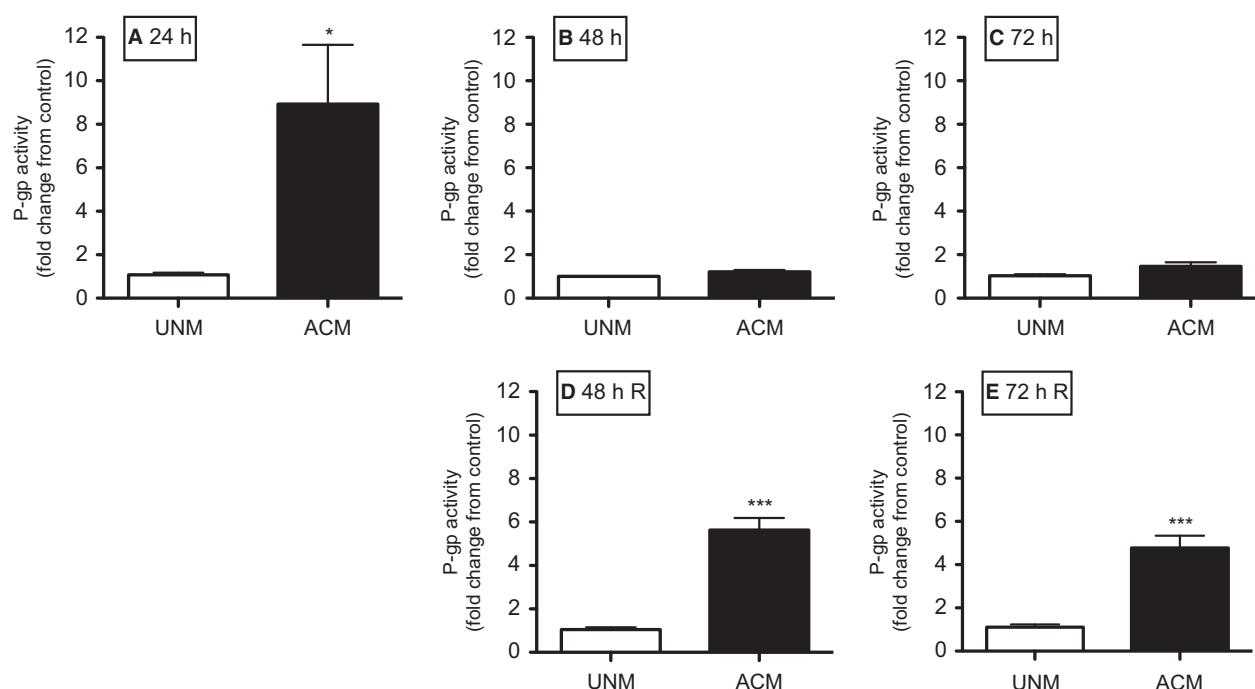 A 24 h
P-gp activity
(fold change from control)
12
10
8
6
4
2
0
*
UNM
ACM
B 48 h
P-gp activity
(fold change from control)
12
10
8
6
4
2
0
UNM
ACM
C 72 h
P-gp activity
(fold change from control)
12
10
8
6
4
2
0
UNM
ACM
D 48 h R
P-gp activity
(fold change from control)
12
10
8
6
4
2
0
***
UNM
ACM
E 72 h R
P-gp activity
(fold change from control)
12
10
8
6
4
2
0
***
UNM
ACM